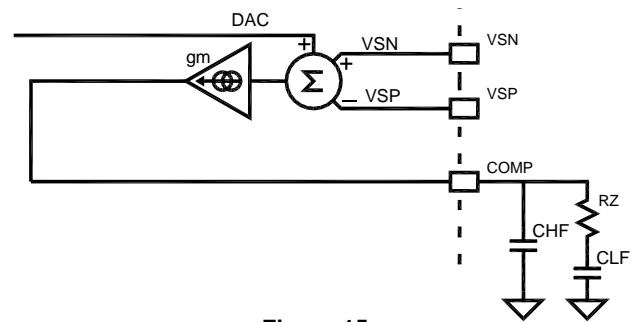 DAC
VSN
gm
+
VSN
+
Σ
VSP
−
VSP
COMP
RZ
CHF
CLF